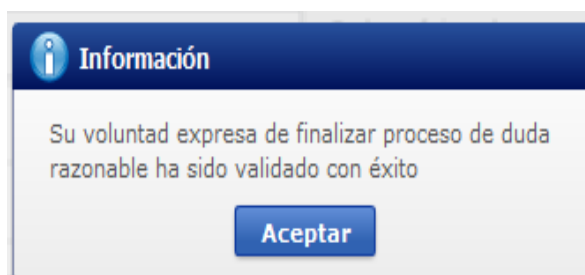 Información
Su voluntad expresa de finalizar proceso de duda
razonable ha sido validado con éxito
Aceptar